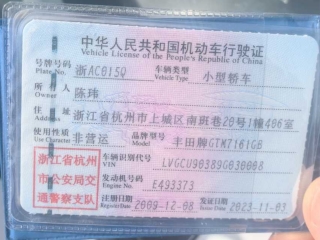 中华人民共和国机动车行驶证
Vehicle License of the People's Republic of China
号牌号码 浙AC015Q 车辆类型 小型轿车
Plate No. Vehicle Type
所有人 陈玮
Owner
住址 浙江省杭州市上城区南班巷20号1幢406室
Address
使用性质 非营运 品牌型号 丰田牌GTM7161GB
Use Character Model
浙江省杭州
市公安局交
通警察支队
车辆识别代号 LVGCU90389G030008
VIN
发动机号码 E493373
Engine No.
注册日期 2009-12-08 发证日期 2023-11-03
Register Date Issue Date